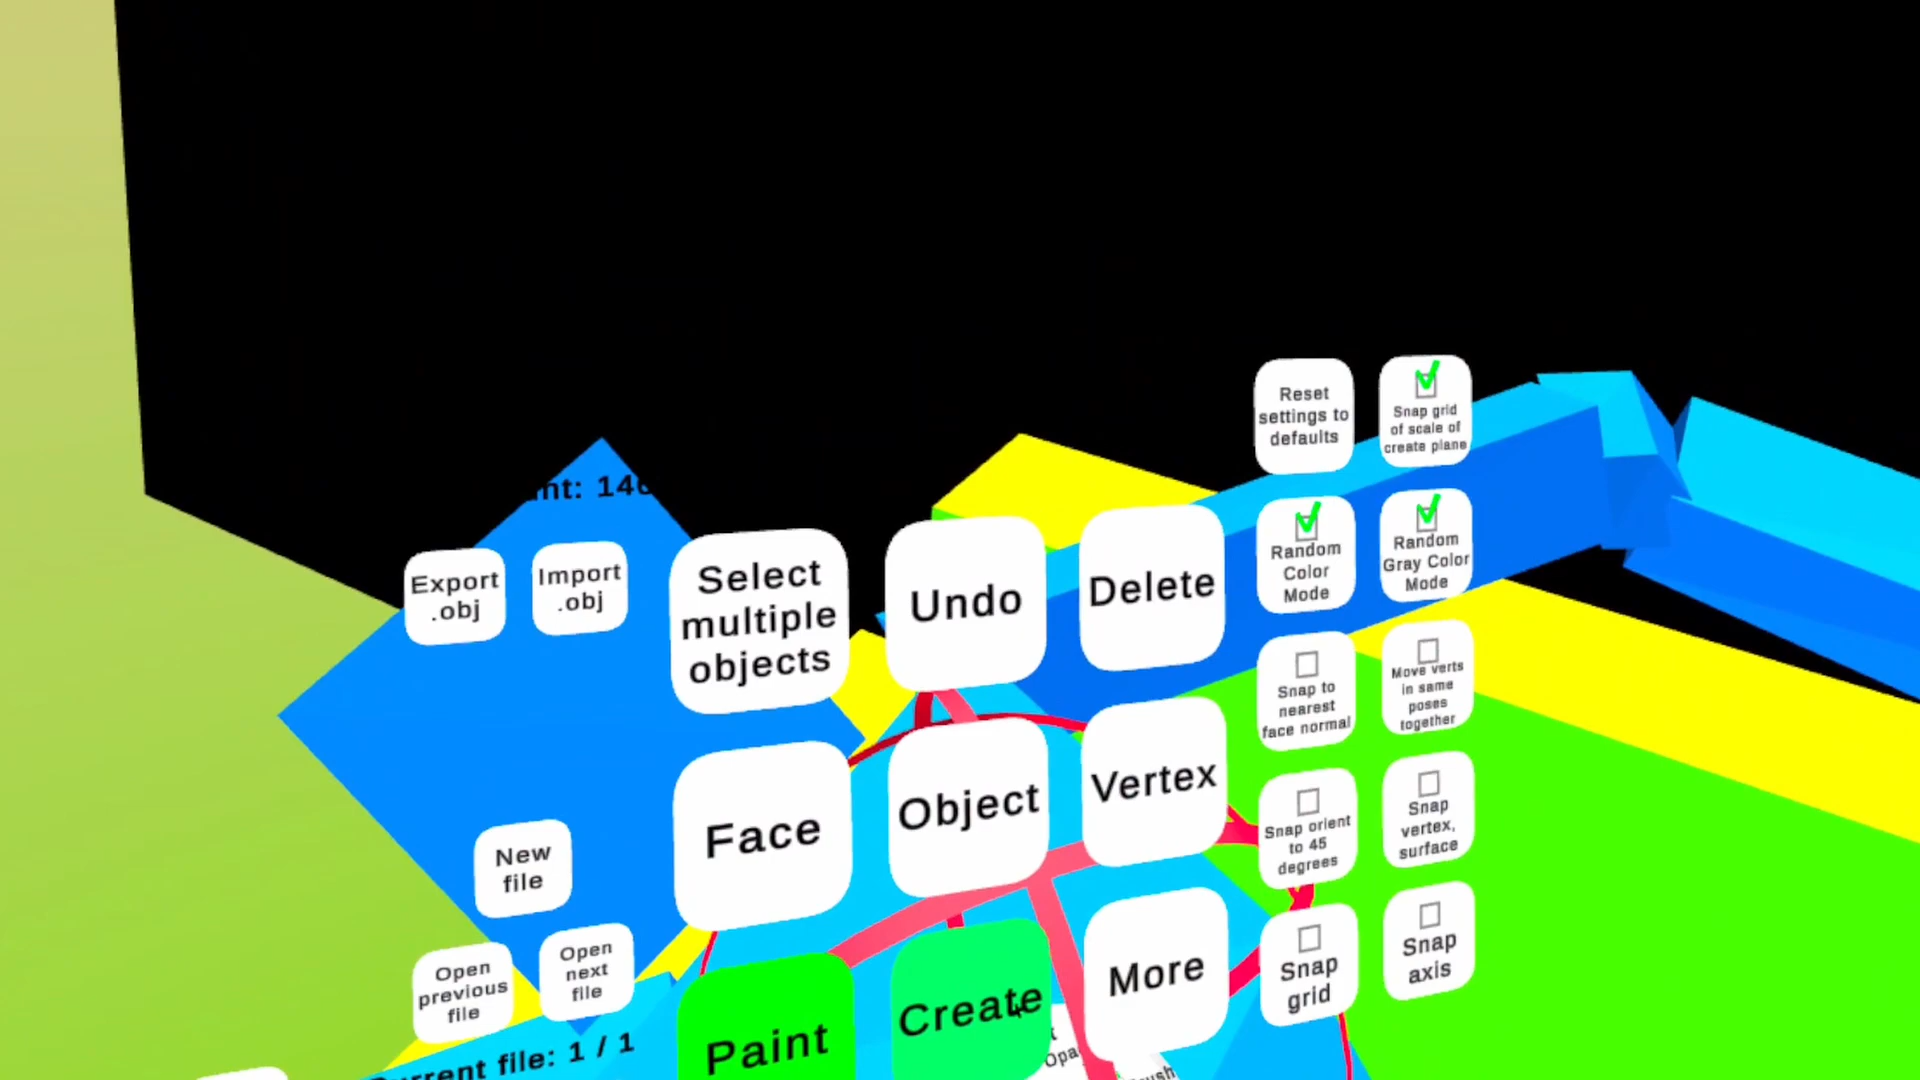 Reset
settings to
defaults
Snap grid
of scale of
create plane
Export
.obj
Import
.obj
Select
multiple
objects
Undo
Delete
Random
Color
Mode
Random
Gray Color
Mode
Snap to
nearest
face normal
Move verts
in same
poses
together
Face
Object
Vertex
Snap orient
to 45
degrees
Snap
vertex,
surface
New
file
Open
previous
file
Open
next
file
Paint
Create
More
Snap
grid
Snap
axis
file: 1 / 1